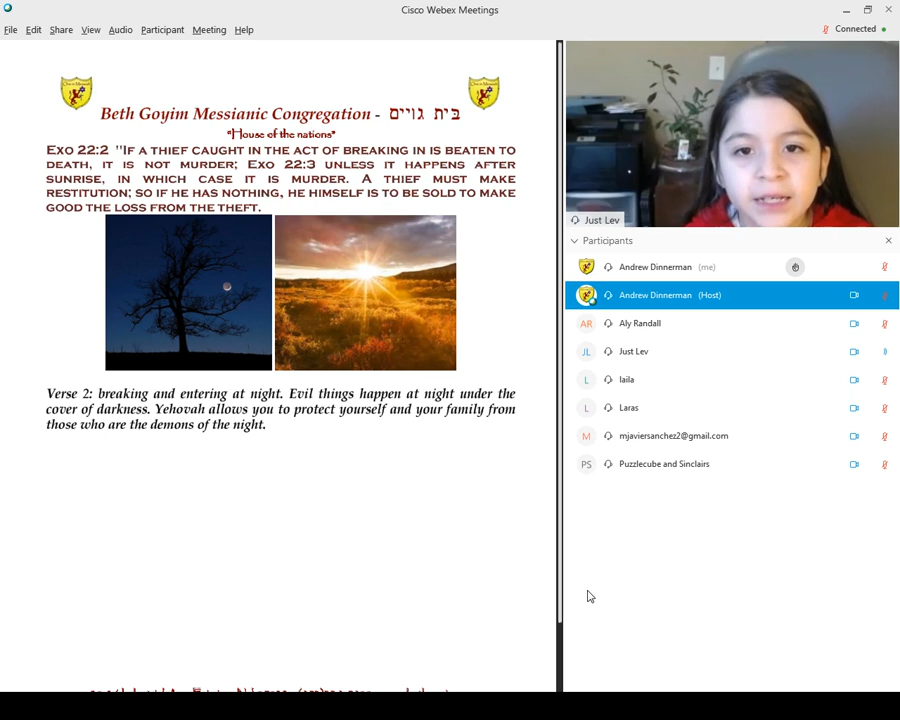 Cisco Webex Meetings
File Edit Share View Audio Participant Meeting Help
Connected
Beth Goyim Messianic Congregation - בית גויים
"House of the nations"
Exo 22:2 "If a thief caught in the act of breaking in is beaten to
death, it is not murder; Exo 22:3 unless it happens after
sunrise, in which case it is murder. A thief must make
restitution; so if he has nothing, he himself is to be sold to make
good the loss from the theft.
Verse 2: breaking and entering at night. Evil things happen at night under the
cover of darkness. Yehovah allows you to protect yourself and your family from
those who are the demons of the night.
Just Lev
Participants
Andrew Dinnerman (me)
Andrew Dinnerman (Host)
AR Aly Randall
JL Just Lev
L laila
L Laras
M mjaviersanchez2@gmail.com
PS Puzzlecube and Sinclairs